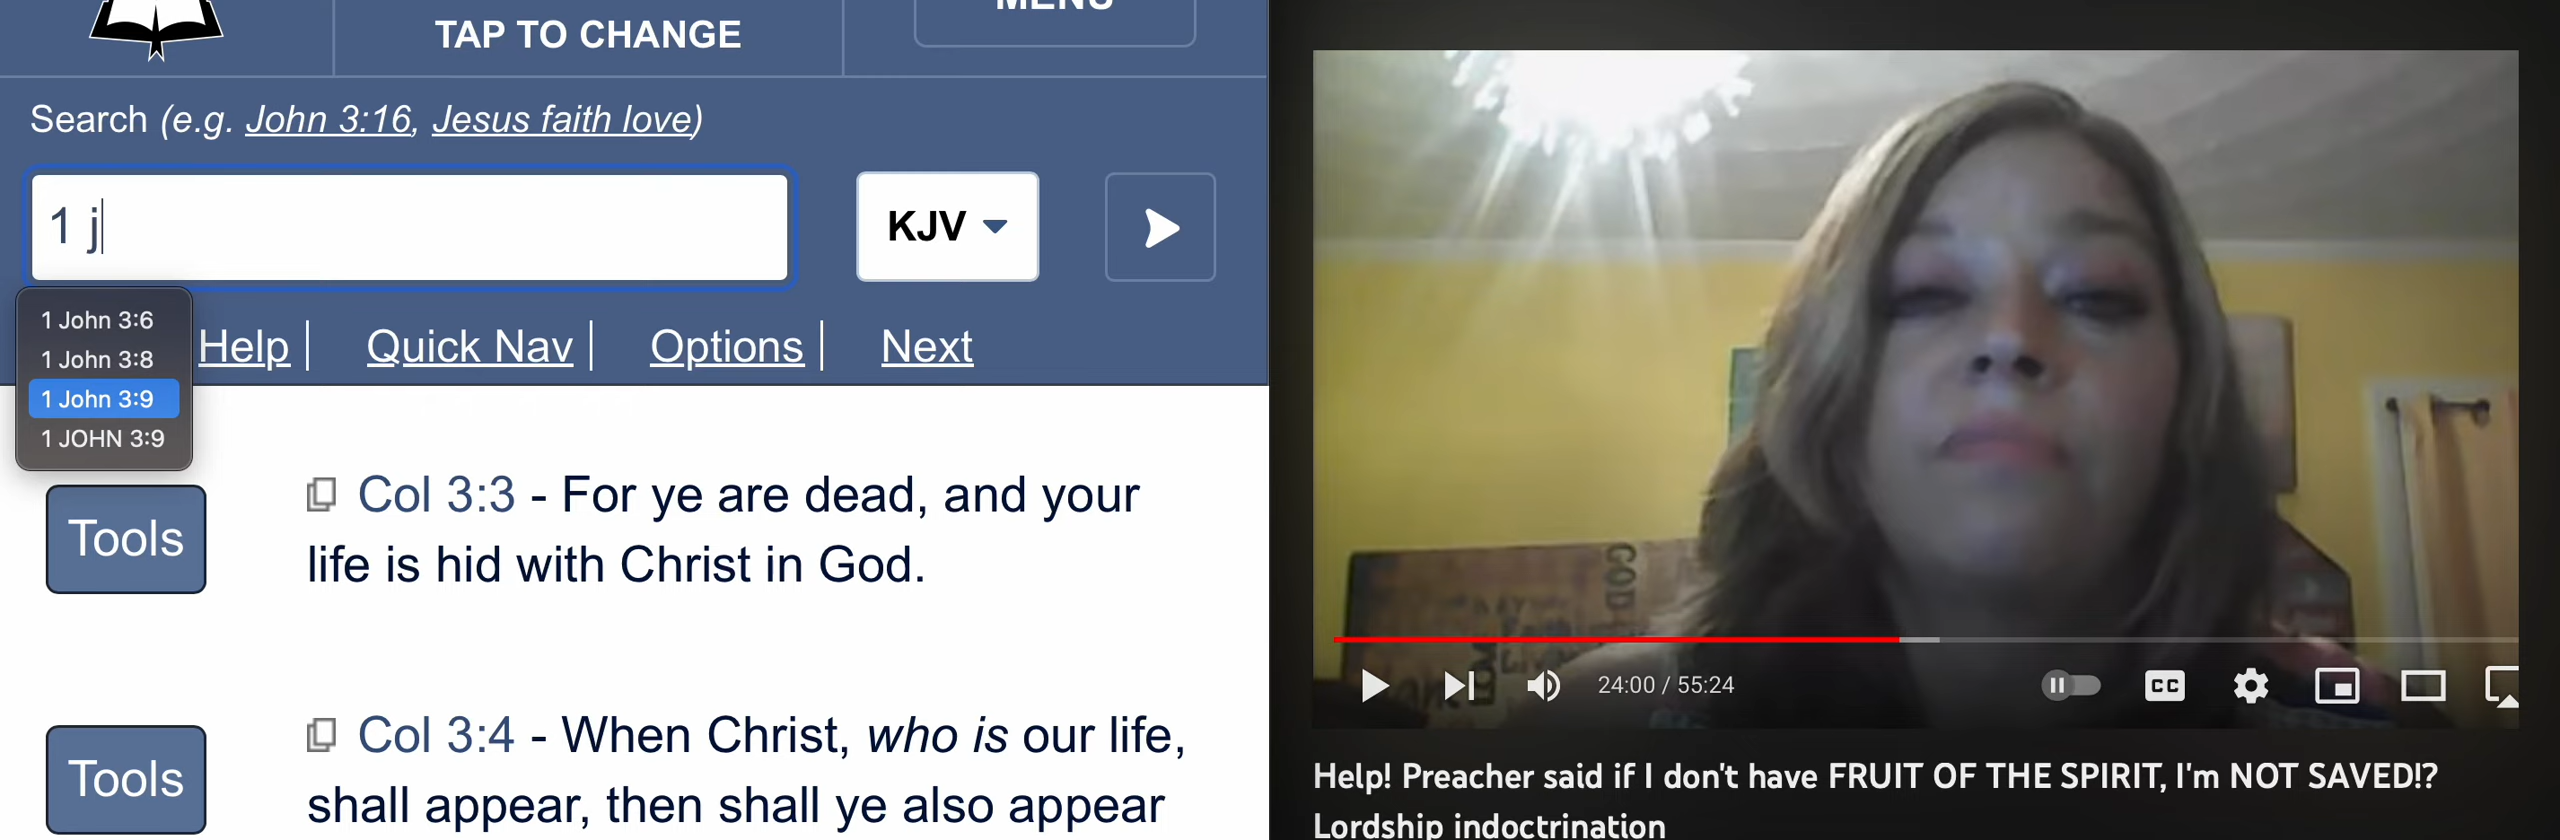 MENU
TAP TO CHANGE
Search (e.g. John 3:16, Jesus faith love)
1 j
KJV
1 John 3:6
1 John 3:8
1 John 3:9
1 JOHN 3:9
Help | Quick Nav | Options | Next
Tools
Col 3:3 - For ye are dead, and your
life is hid with Christ in God.
Tools
Col 3:4 - When Christ, who is our life,
shall appear, then shall ye also appear
GOD
24:00 / 55:24
CC
Help! Preacher said if I don't have FRUIT OF THE SPIRIT, I'm NOT SAVED!?
Lordship indoctrination